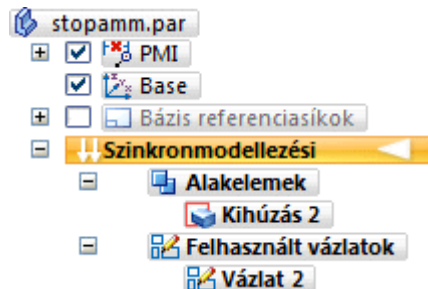 stopamm.par
PMI
Base
Bázis referenciasíkok
Szinkronmodellezési
Alakelemek
Kihúzás 2
Felhasznált vázlatok
Vázlat 2